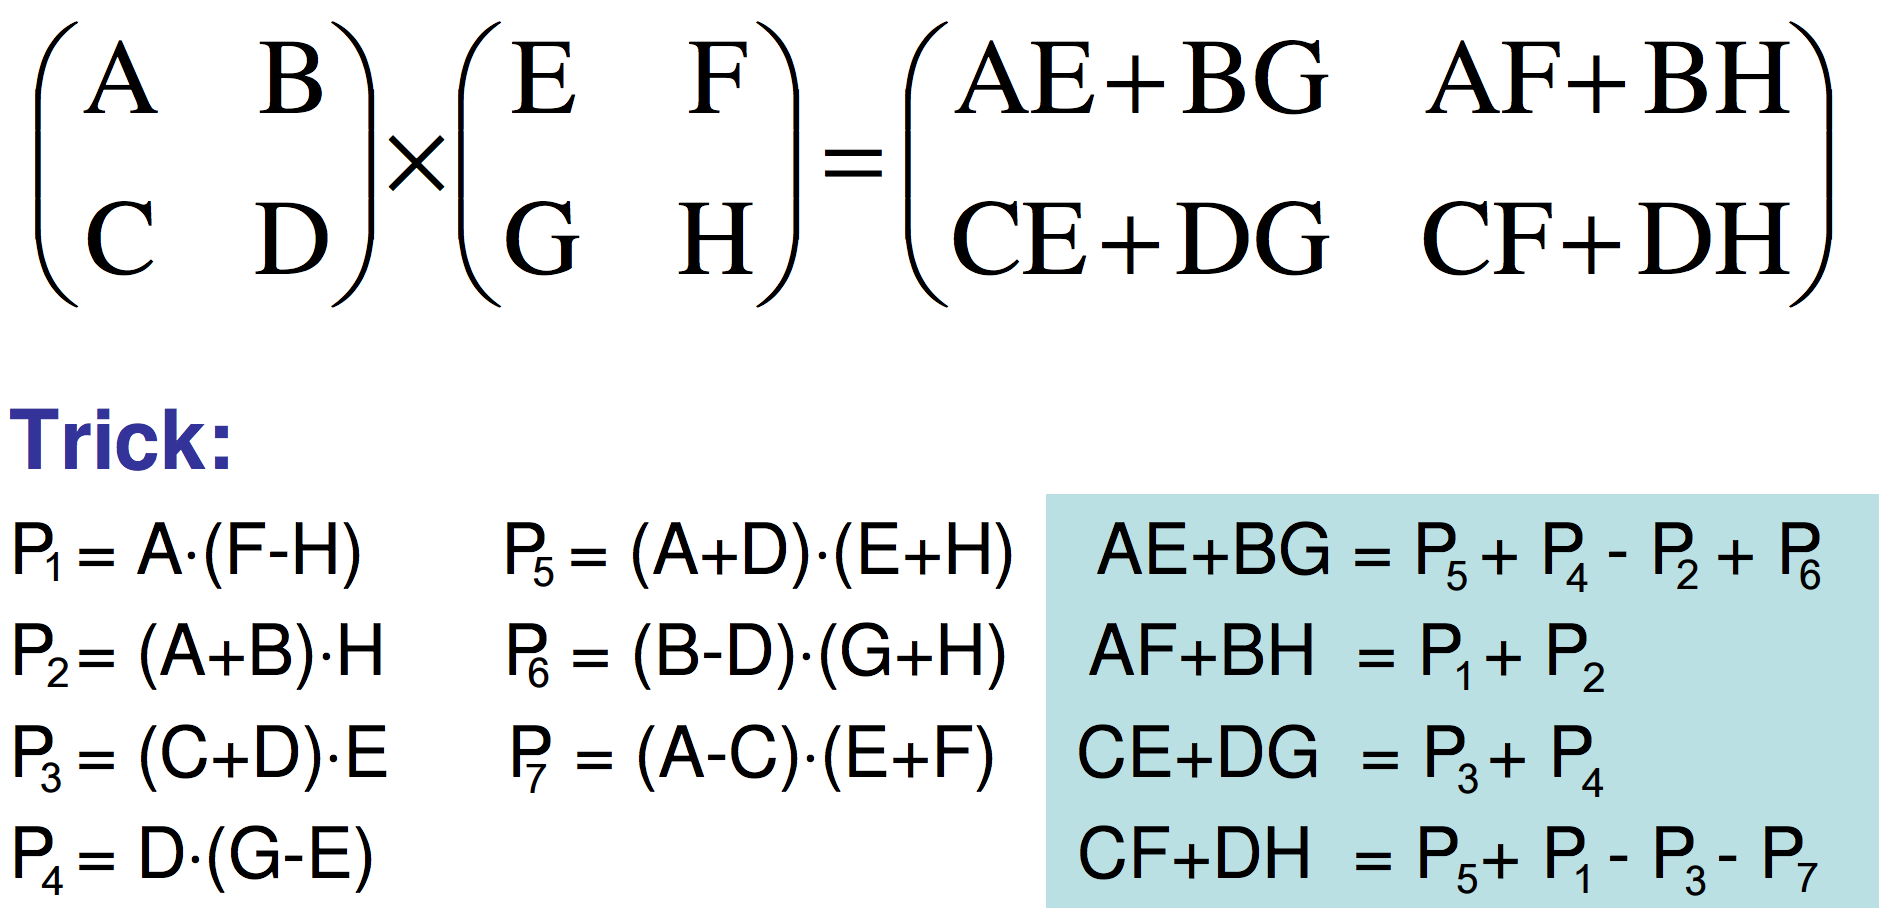 A B E F AE+BG AF+BH
× =
C D G H CE+DG CF+DH
Trick:
P₁ = A·(F-H) P₅ = (A+D)·(E+H) AE+BG = P₅ + P₄ - P₂ + P₆
P₂ = (A+B)·H P₆ = (B-D)·(G+H) AF+BH = P₁ + P₂
P₃ = (C+D)·E P₇ = (A-C)·(E+F) CE+DG = P₃ + P₄
P₄ = D·(G-E) CF+DH = P₅ + P₁ - P₃ - P₇